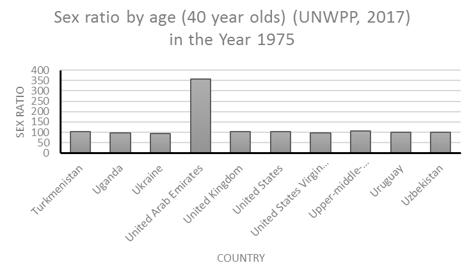 Sex ratio by age (40 year olds) (UNWPP, 2017)
in the Year 1975
400
350
300
250
200
150
100
50
0
SEX RATIO
Turkmenistan
Uganda
Ukraine
United Arab Emirates
United Kingdom
United States
United States Virgin...
Upper-middle-...
Uruguay
Uzbekistan
COUNTRY